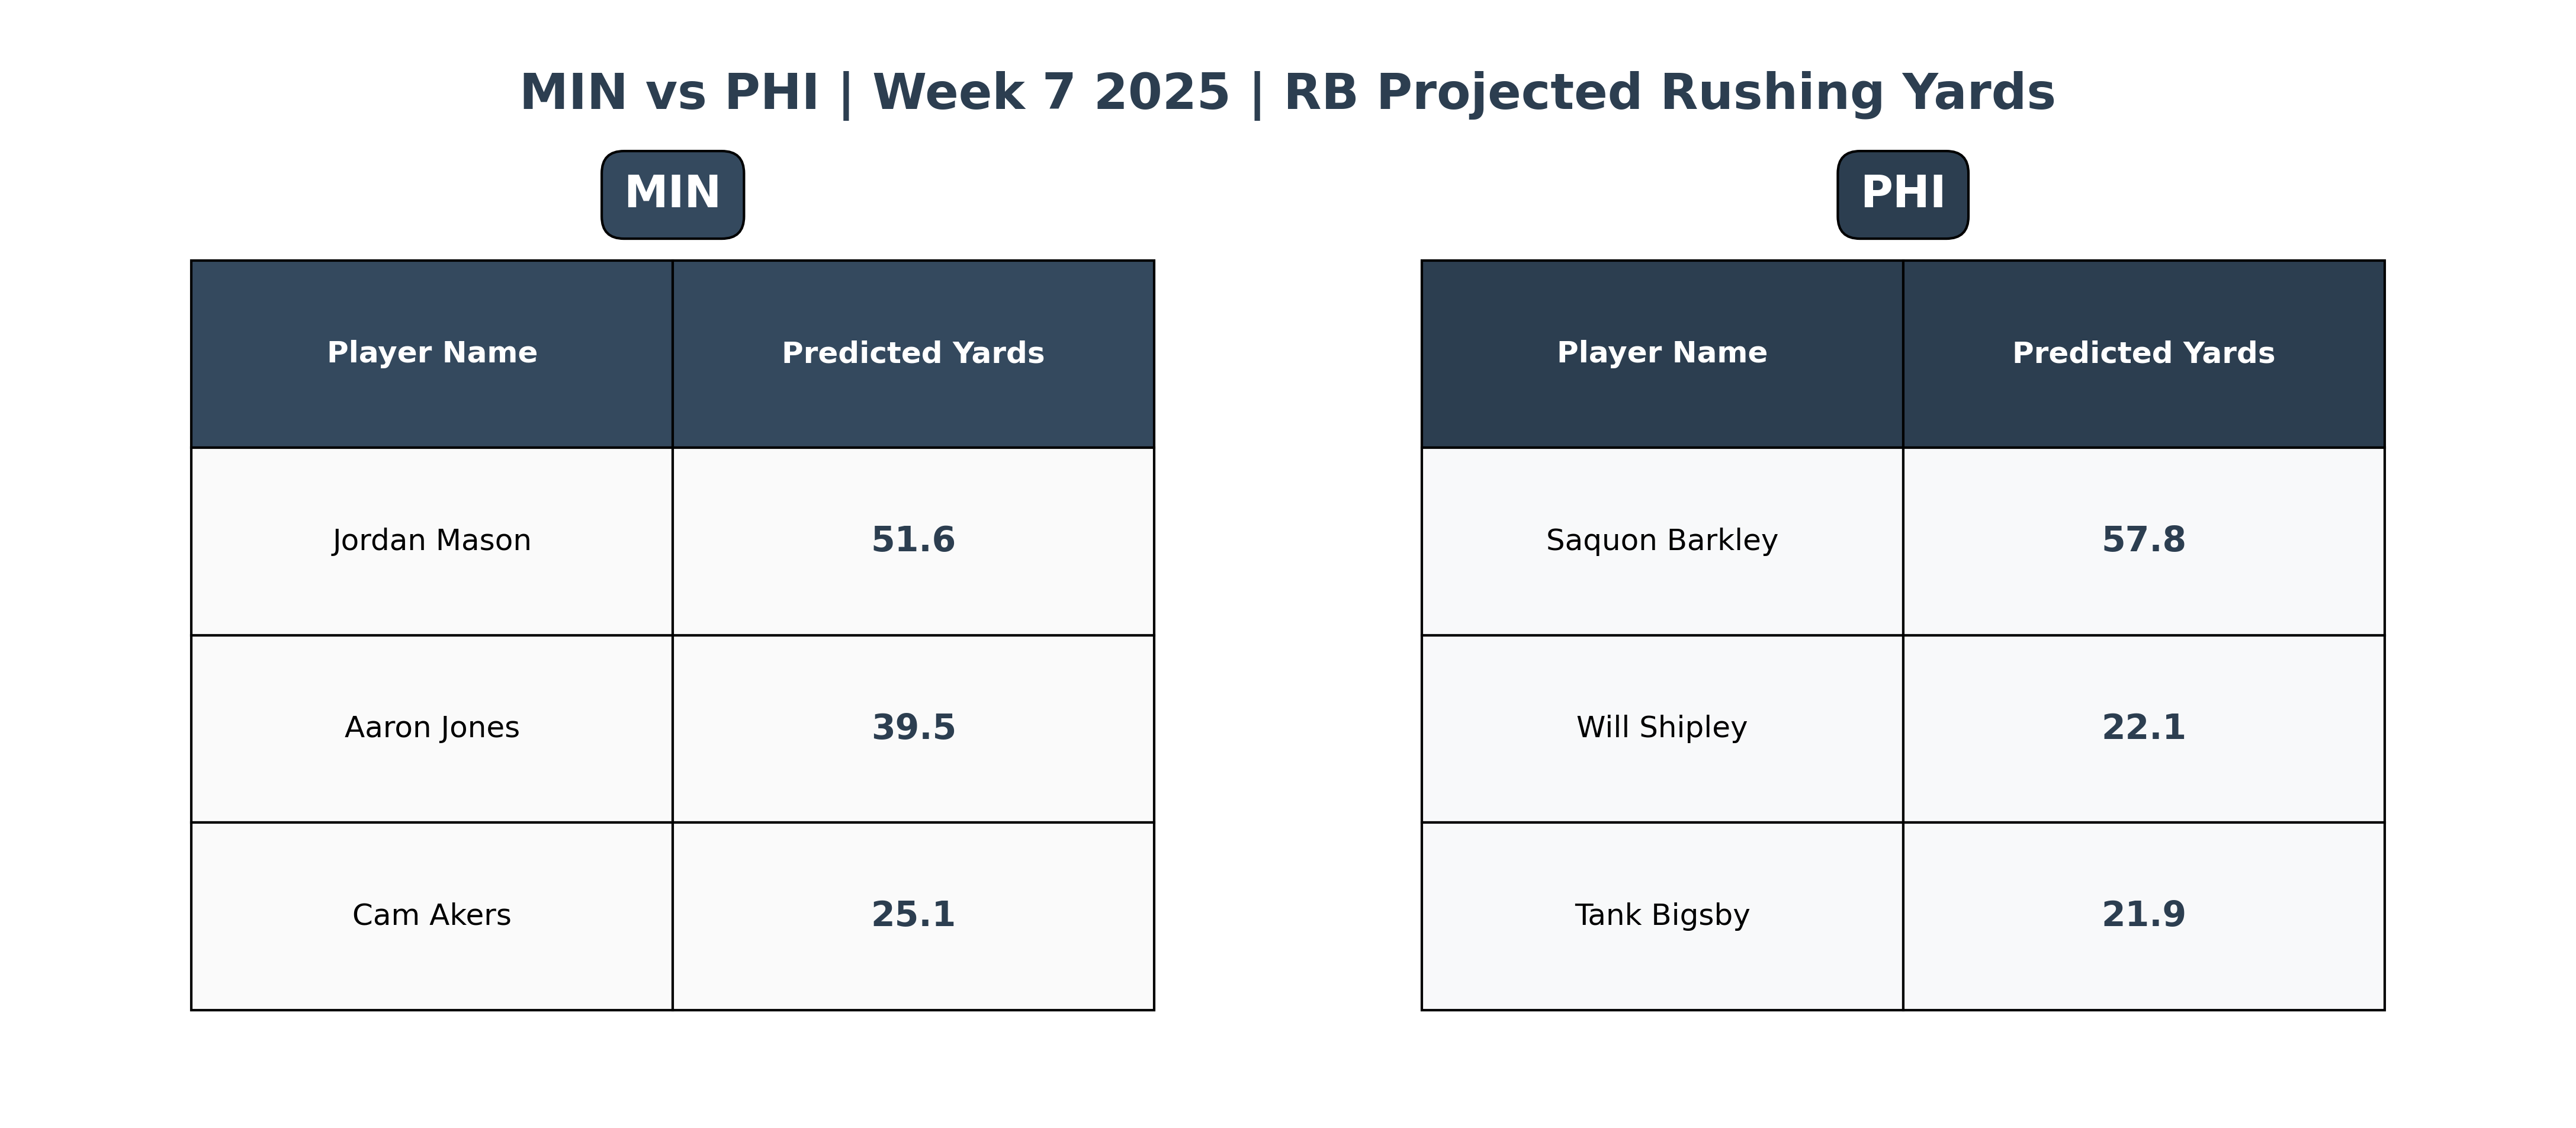 MIN vs PHI | Week 7 2025 | RB Projected Rushing Yards
MIN
Player Name Predicted Yards
Jordan Mason 51.6
Aaron Jones 39.5
Cam Akers 25.1
PHI
Player Name Predicted Yards
Saquon Barkley 57.8
Will Shipley 22.1
Tank Bigsby 21.9